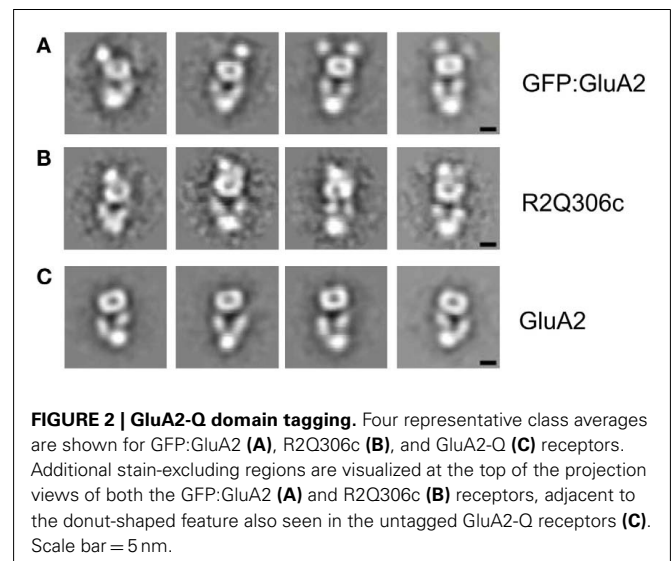 A
GFP:GluA2
B
R2Q306c
C
GluA2
FIGURE 2 | GluA2-Q domain tagging. Four representative class averages
are shown for GFP:GluA2 (A), R2Q306c (B), and GluA2-Q (C) receptors.
Additional stain-excluding regions are visualized at the top of the projection
views of both the GFP:GluA2 (A) and R2Q306c (B) receptors, adjacent to
the donut-shaped feature also seen in the untagged GluA2-Q receptors (C).
Scale bar = 5 nm.